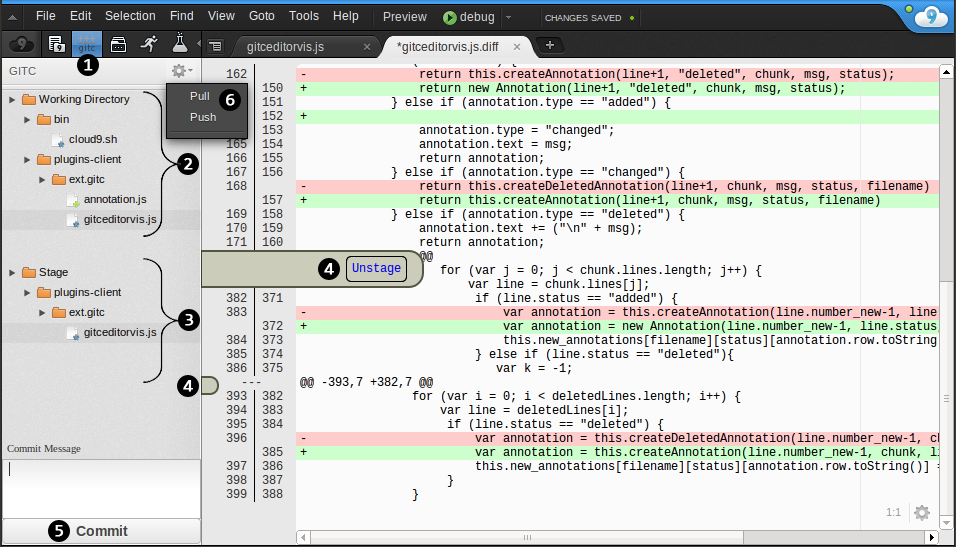 File Edit Selection Find View Goto Tools Help Preview debug CHANGES SAVED
gitc
gitceditorvis.js
*gitceditorvis.js.diff
1
GITC
Pull 6
Push
Working Directory
bin
cloud9.sh
plugins-client
2
ext.gitc
annotation.js
gitceditorvis.js
Stage
plugins-client
ext.gitc
3
gitceditorvis.js
4
Commit Message
5 Commit
162 - return this.createAnnotation(line+1, "deleted", chunk, msg, status);
150 + return new Annotation(line+1, "deleted", chunk, msg, status);
151 } else if (annotation.type == "added") {
152 +
153 annotation.type = "changed";
165 154 annotation.text = msg;
166 155 return annotation;
167 156 } else if (annotation.type == "changed") {
168 - return this.createDeletedAnnotation(line+1, chunk, msg, status, filename)
157 + return this.createAnnotation(line+1, chunk, msg, status, filename)
169 158 } else if (annotation.type == "deleted") {
170 159 annotation.text += ("\n" + msg);
171 160 return annotation;
@@
4 Unstage
for (var j = 0; j < chunk.lines.length; j++) {
var line = chunk.lines[j];
382 371 if (line.status == "added") {
383 - var annotation = this.createAnnotation(line.number_new-1, line
372 + var annotation = new Annotation(line.number_new-1, line.status,
384 373 this.new_annotations[filename][status][annotation.row.toString
385 374 } else if (line.status == "deleted"){
386 375 var k = -1;
--- @@ -393,7 +382,7 @@
393 382 for (var i = 0; i < deletedLines.length; i++) {
394 383 var line = deletedLines[i];
395 384 if (line.status == "deleted") {
396 - var annotation = this.createDeletedAnnotation(line.number_new-1, ch
385 + var annotation = this.createAnnotation(line.number_new-1, chunk, li
397 386 this.new_annotations[filename][status][annotation.row.toString()] =
398 387 }
399 388 }
1:1